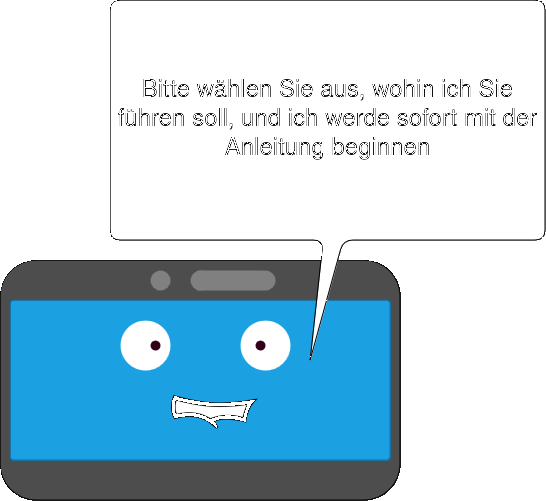 Bitte wählen Sie aus, wohin ich Sie
führen soll, und ich werde sofort mit der
Anleitung beginnen